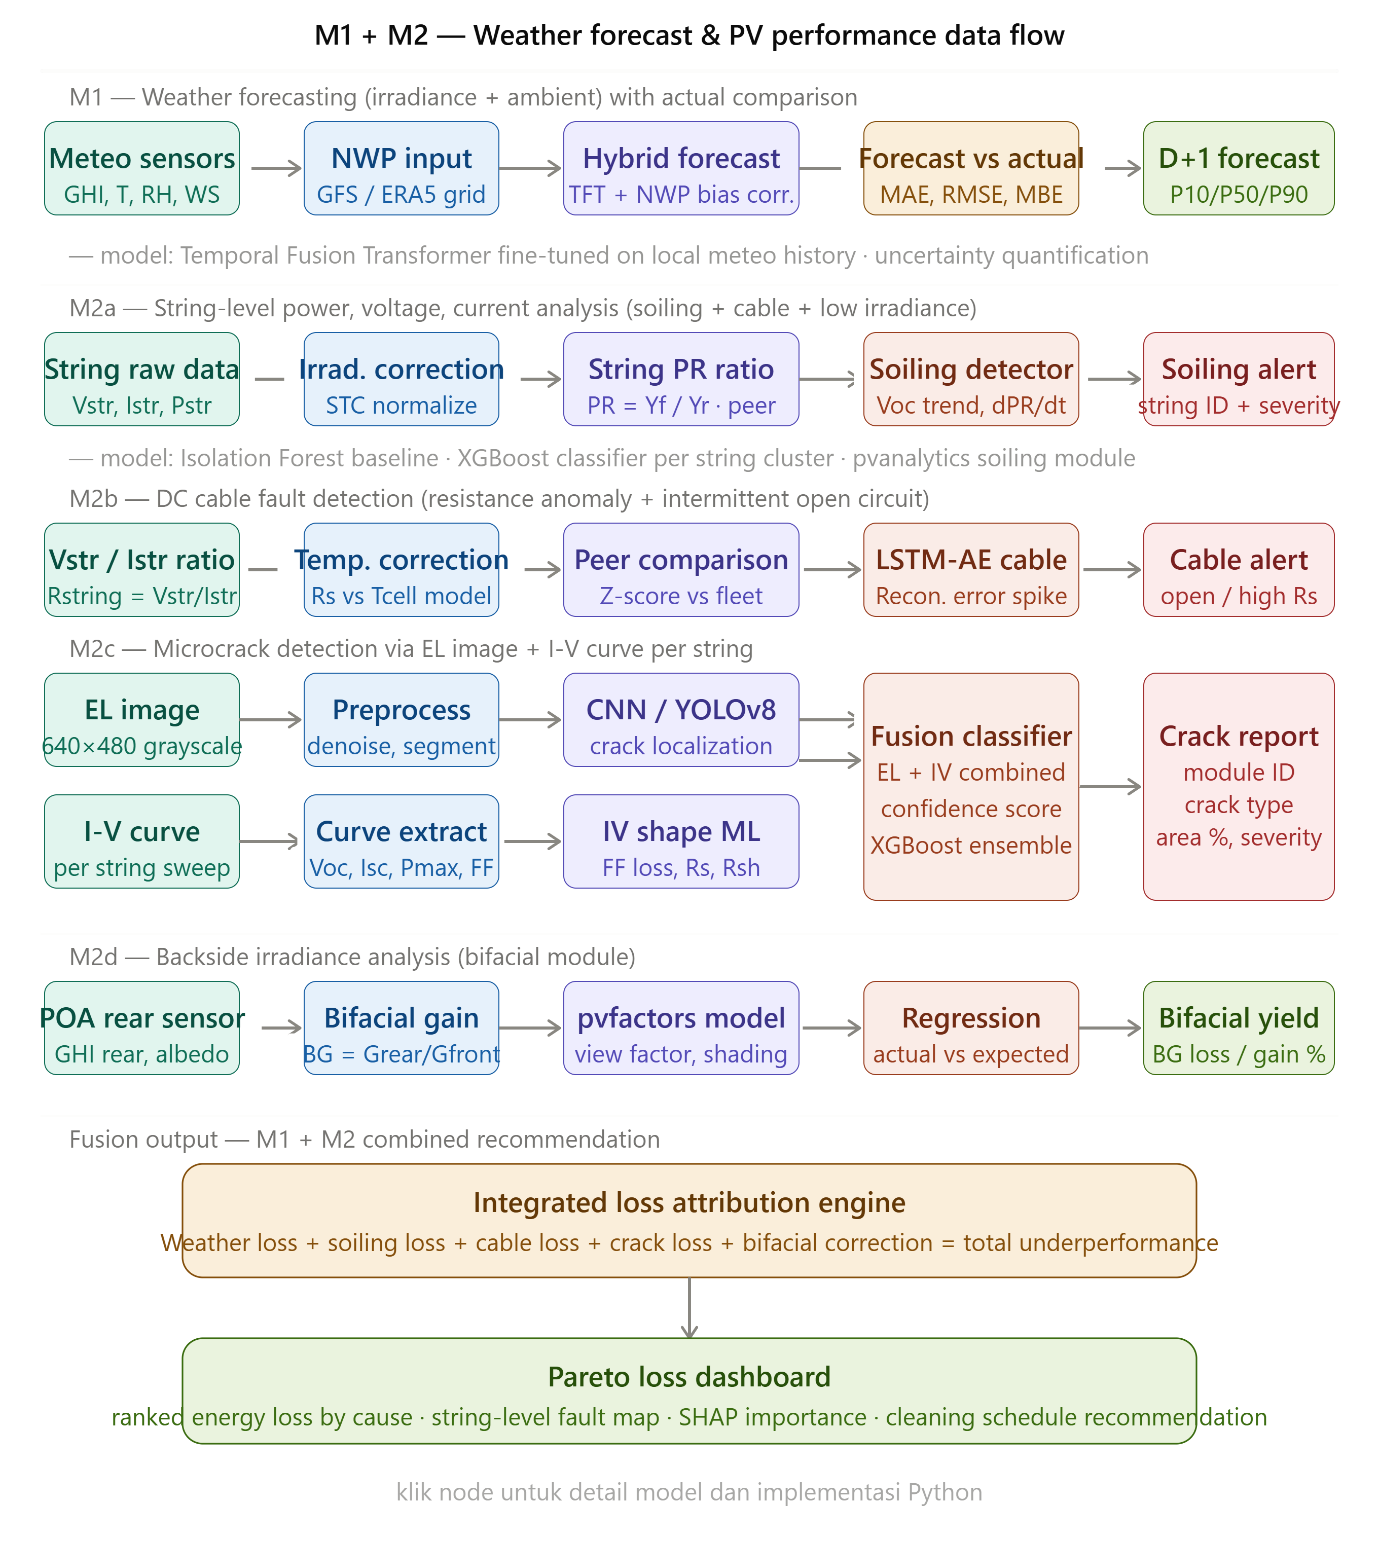 M1 + M2 — Weather forecast & PV performance data flow
M1 — Weather forecasting (irradiance + ambient) with actual comparison
Meteo sensors
GHI, T, RH, WS
NWP input
GFS / ERA5 grid
Hybrid forecast
TFT + NWP bias corr.
Forecast vs actual
MAE, RMSE, MBE
D+1 forecast
P10/P50/P90
— model: Temporal Fusion Transformer fine-tuned on local meteo history · uncertainty quantification
M2a — String-level power, voltage, current analysis (soiling + cable + low irradiance)
String raw data
Vstr, Istr, Pstr
Irrad. correction
STC normalize
String PR ratio
PR = Yf / Yr · peer
Soiling detector
Voc trend, dPR/dt
Soiling alert
string ID + severity
— model: Isolation Forest baseline · XGBoost classifier per string cluster · pvanalytics soiling module
M2b — DC cable fault detection (resistance anomaly + intermittent open circuit)
Vstr / Istr ratio
Rstring = Vstr/Istr
Temp. correction
Rs vs Tcell model
Peer comparison
Z-score vs fleet
LSTM-AE cable
Recon. error spike
Cable alert
open / high Rs
M2c — Microcrack detection via EL image + I-V curve per string
EL image
640×480 grayscale
Preprocess
denoise, segment
CNN / YOLOv8
crack localization
I-V curve
per string sweep
Curve extract
Voc, Isc, Pmax, FF
IV shape ML
FF loss, Rs, Rsh
Fusion classifier
EL + IV combined
confidence score
XGBoost ensemble
Crack report
module ID
crack type
area %, severity
M2d — Backside irradiance analysis (bifacial module)
POA rear sensor
GHI rear, albedo
Bifacial gain
BG = Grear/Gfront
pvfactors model
view factor, shading
Regression
actual vs expected
Bifacial yield
BG loss / gain %
Fusion output — M1 + M2 combined recommendation
Integrated loss attribution engine
Weather loss + soiling loss + cable loss + crack loss + bifacial correction = total underperformance
Pareto loss dashboard
ranked energy loss by cause · string-level fault map · SHAP importance · cleaning schedule recommendation
klik node untuk detail model dan implementasi Python